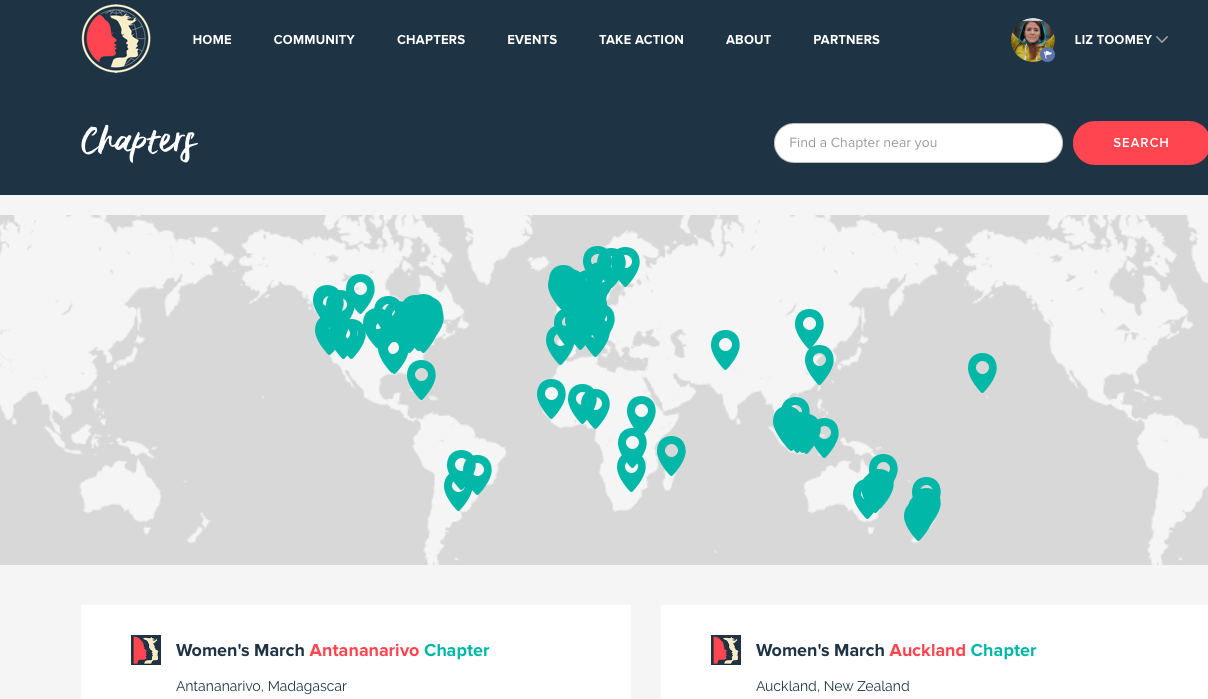 HOME COMMUNITY CHAPTERS EVENTS TAKE ACTION ABOUT PARTNERS LIZ TOOMEY
Chapters
Find a Chapter near you SEARCH
Women's March Antananarivo Chapter
Antananarivo, Madagascar
Women's March Auckland Chapter
Auckland, New Zealand